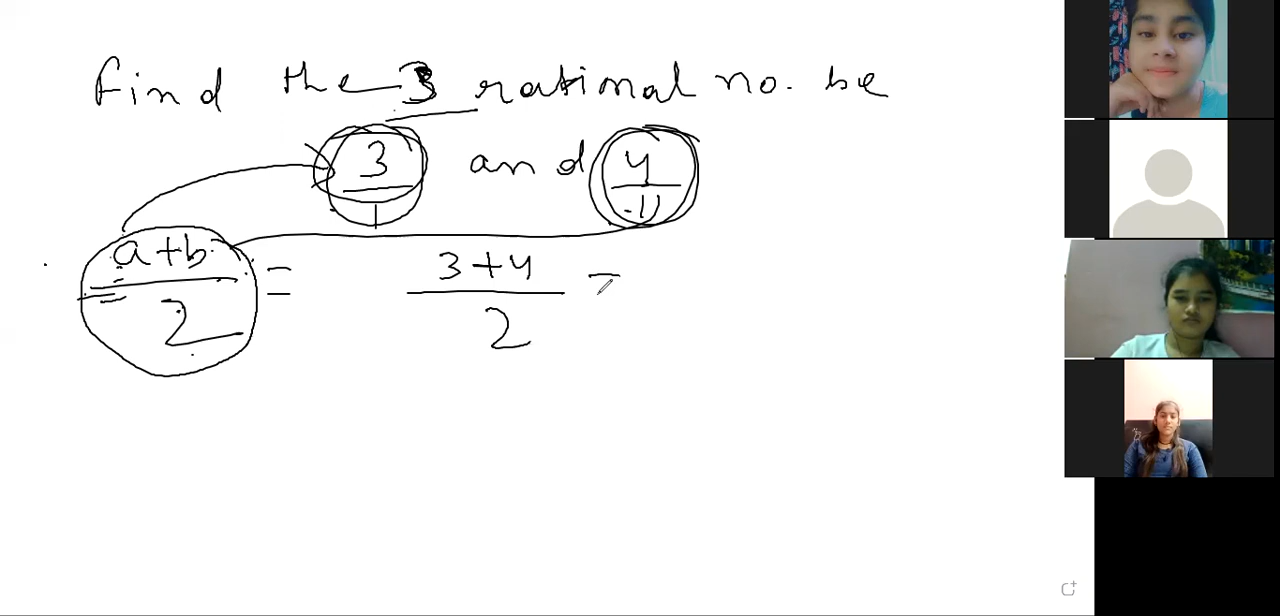 Find the 3 rational no. be
3/1 and 4/1
a+b/2 = 3+4/2 =